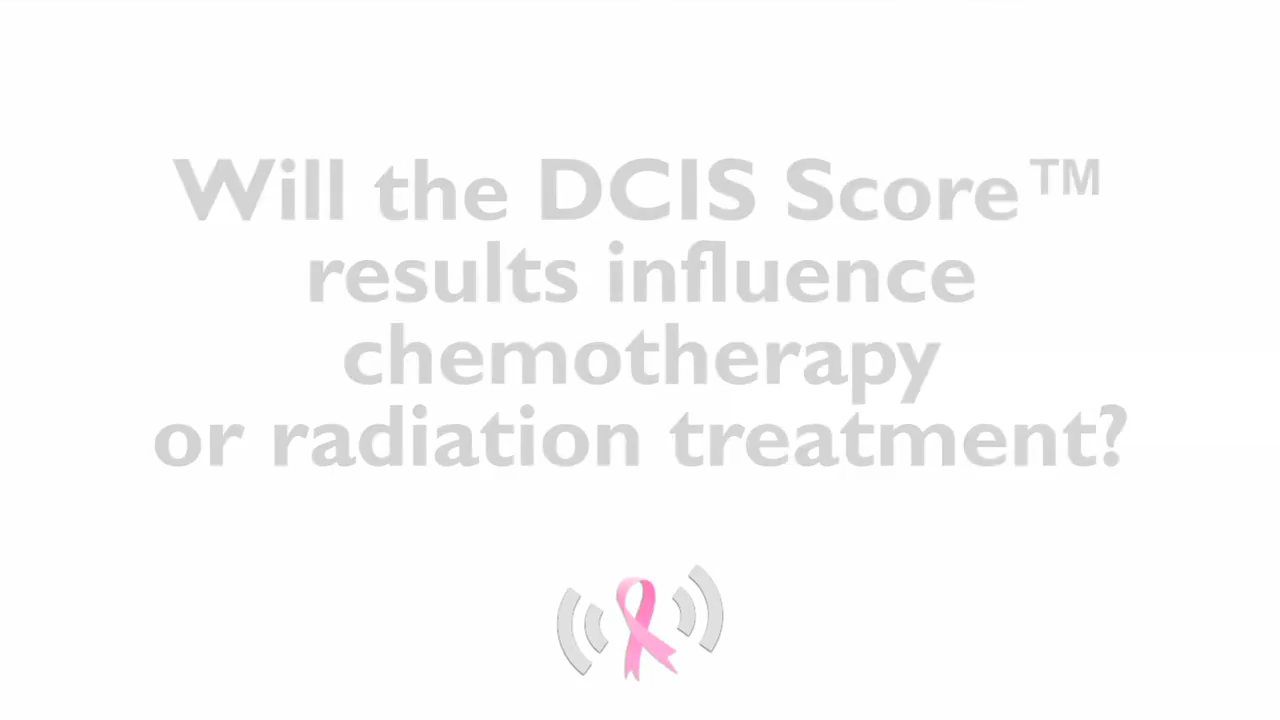 Will the DCIS Score™
results influence
chemotherapy
or radiation treatment?